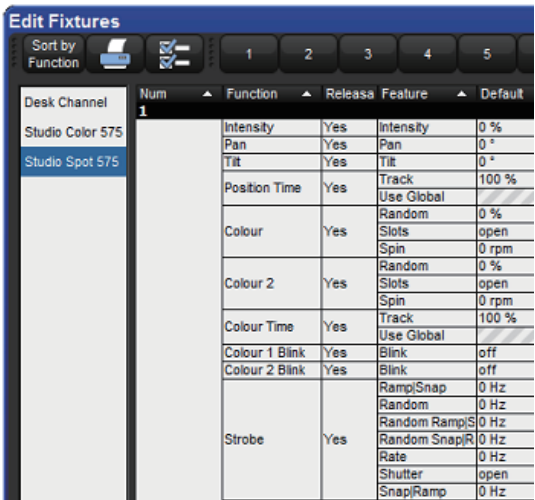 Edit Fixtures
Sort by
Function
1 2 3 4 5
Desk Channel
Studio Color 575
Studio Spot 575
Num Function Releasa Feature Default
1
Intensity Yes Intensity 0 %
Pan Yes Pan 0 °
Tilt Yes Tilt 0 °
Position Time Yes Track 100 %
Use Global
Colour Yes Random 0 %
Slots open
Spin 0 rpm
Colour 2 Yes Random 0 %
Slots open
Spin 0 rpm
Colour Time Yes Track 100 %
Use Global
Colour 1 Blink Yes Blink off
Colour 2 Blink Yes Blink off
Strobe Yes Ramp|Snap 0 Hz
Random 0 Hz
Random Ramp|S 0 Hz
Random Snap|R 0 Hz
Rate 0 Hz
Shutter open
Snap|Ramp 0 Hz